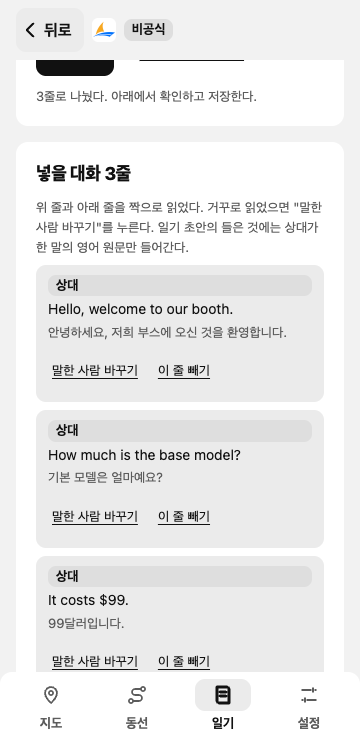 뒤로
비공식
3줄로 나눴다. 아래에서 확인하고 저장한다.
넣을 대화 3줄
위 줄과 아래 줄을 짝으로 읽었다. 거꾸로 읽었으면 "말한
사람 바꾸기"를 누른다. 일기 초안의 들은 것에는 상대가
한 말의 영어 원문만 들어간다.
상대
Hello, welcome to our booth.
안녕하세요, 저희 부스에 오신 것을 환영합니다.
말한 사람 바꾸기 이 줄 빼기
상대
How much is the base model?
기본 모델은 얼마예요?
말한 사람 바꾸기 이 줄 빼기
상대
It costs $99.
99달러입니다.
말한 사람 바꾸기 이 줄 빼기
지도 동선 일기 설정